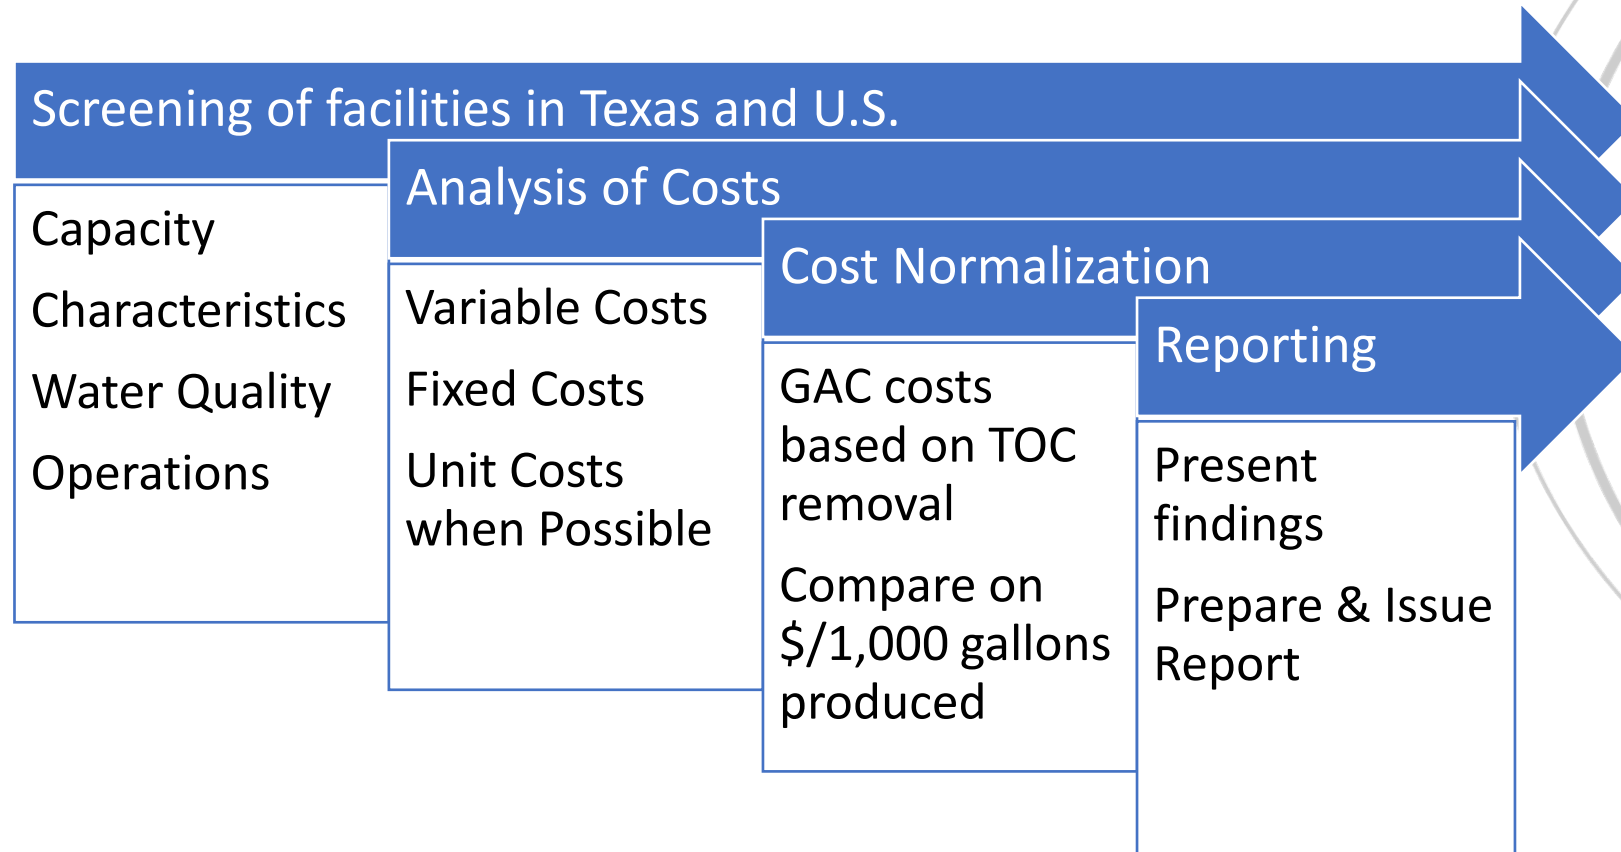 Screening of facilities in Texas and U.S.
Capacity
Characteristics
Water Quality
Operations
Analysis of Costs
Variable Costs
Fixed Costs
Unit Costs
when Possible
Cost Normalization
GAC costs
based on TOC
removal
Compare on
$/1,000 gallons
produced
Reporting
Present
findings
Prepare & Issue
Report